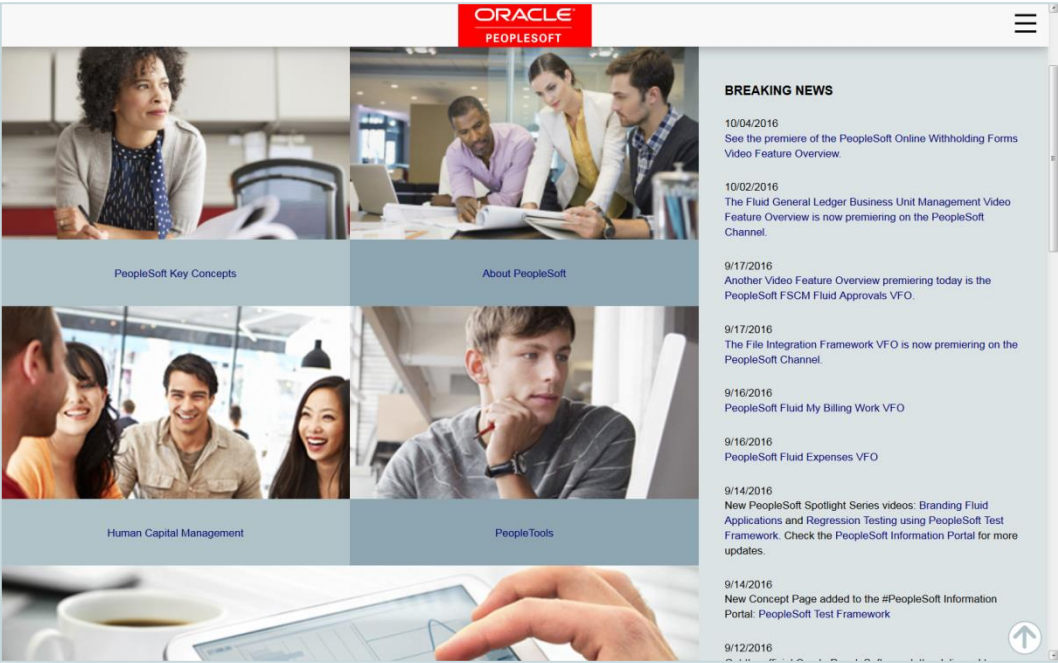 ORACLE
PEOPLESOFT
PeopleSoft Key Concepts
About PeopleSoft
Human Capital Management
PeopleTools
BREAKING NEWS
10/04/2016
See the premiere of the PeopleSoft Online Withholding Forms
Video Feature Overview.
10/02/2016
The Fluid General Ledger Business Unit Management Video
Feature Overview is now premiering on the PeopleSoft
Channel.
9/17/2016
Another Video Feature Overview premiering today is the
PeopleSoft FSCM Fluid Approvals VFO.
9/17/2016
The File Integration Framework VFO is now premiering on the
PeopleSoft Channel.
9/16/2016
PeopleSoft Fluid My Billing Work VFO
9/16/2016
PeopleSoft Fluid Expenses VFO
9/14/2016
New PeopleSoft Spotlight Series videos: Branding Fluid
Applications and Regression Testing using PeopleSoft Test
Framework. Check the PeopleSoft Information Portal for more
updates.
9/14/2016
New Concept Page added to the #PeopleSoft Information
Portal: PeopleSoft Test Framework
9/12/2016